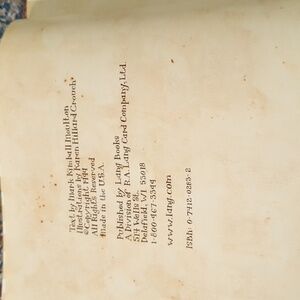 Text by Mark Kimball Moulton
Illustrations by Karen Hillard Crouch
©Copyright 1997
All Rights Reserved
Made in the U.S.A.
Published by Lang Books
A Division of R.A. Lang Card Company, Ltd.
514 Wells St.
Delafield, WI 53018
1-800-967-3399
www.lang.com
ISBN: 0-7412-0285-2